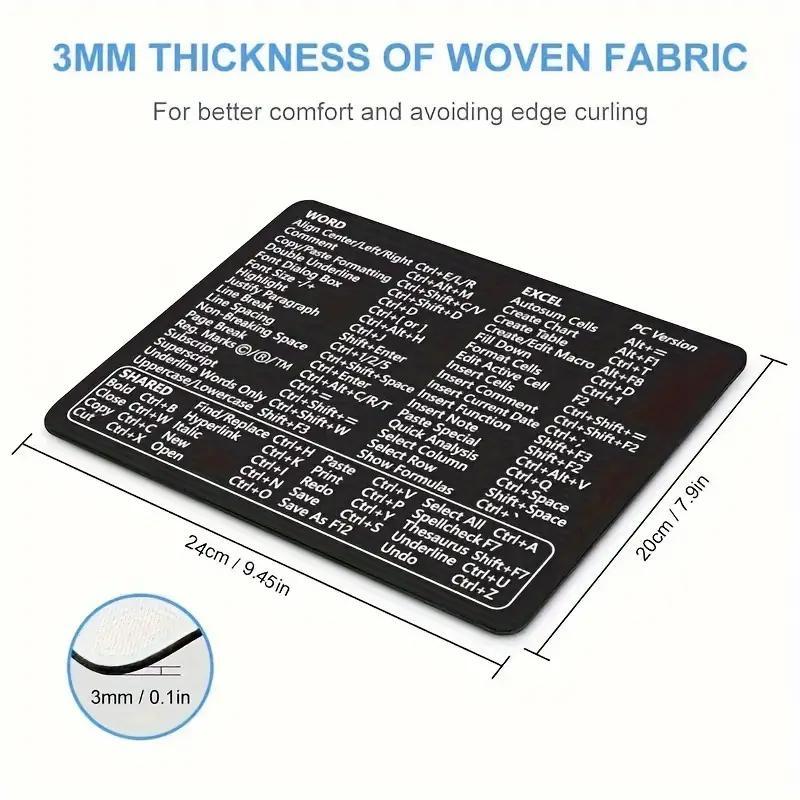 3MM THICKNESS OF WOVEN FABRIC
For better comfort and avoiding edge curling
WORD
Align Center/Left/Right Ctrl+E/L/R
Comment Ctrl+Alt+M
Copy/Paste Formatting Ctrl+Shift+C/V
Double Underline Ctrl+Shift+D
Font Dialog Box Ctrl+D
Font Size -/+ Ctrl+[ or ]
Highlight Ctrl+Alt+H
Justify Paragraph Ctrl+J
Line Break Shift+Enter
Line Spacing Ctrl+1/2/5
Non-Breaking Space Ctrl+Shift+Space
Page Break Ctrl+Enter
Reg. Marks ©/®/TM Ctrl+Alt+C/R/T
Subscript Ctrl+=
Superscript Ctrl+Shift+=
Underline Words Only Ctrl+Shift+W
Uppercase/Lowercase Shift+F3
EXCEL PC Version
Autosum Cells Alt+=
Create Chart Alt+F1
Create Table Ctrl+T
Create/Edit Macro Alt+F8
Fill Down Ctrl+D
Format Cells Ctrl+1
Edit Active Cell F2
Insert Cells Ctrl+Shift+=
Insert Comment Ctrl+Shift+F2
Insert Current Date Ctrl+;
Insert Function Shift+F3
Insert Note Shift+F2
Paste Special Ctrl+Alt+V
Quick Analysis Ctrl+Q
Select Column Ctrl+Space
Select Row Shift+Space
Show Formulas Ctrl+`
SHARED
Bold Ctrl+B
Close Ctrl+W
Copy Ctrl+C
Cut Ctrl+X
Find/Replace Ctrl+H
Hyperlink Ctrl+K
Italic Ctrl+I
New Ctrl+N
Open Ctrl+O
Paste Ctrl+V
Print Ctrl+P
Redo Ctrl+Y
Save Ctrl+S
Save As F12
Select All Ctrl+A
Spellcheck F7
Thesaurus Shift+F7
Underline Ctrl+U
Undo Ctrl+Z
24cm / 9.45in
20cm / 7.9in
3mm / 0.1in